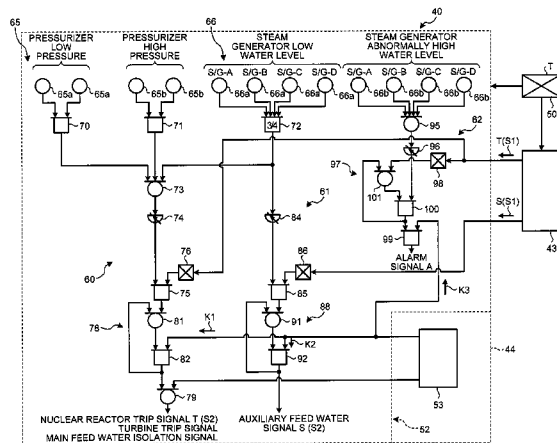 40
65
PRESSURIZER LOW PRESSURE
PRESSURIZER HIGH PRESSURE
66
STEAM GENERATOR LOW WATER LEVEL
STEAM GENERATOR ABNORMALLY HIGH WATER LEVEL
S/G-A S/G-B S/G-C S/G-D
S/G-A S/G-B S/G-C S/G-D
T
65a 65a 65b 65b 66a 66a 66a 66a 66b 66b 66b 66b
50
70 71 3/4 72 95
62
96
97
T(S1)
73 101 98
61
S(S1)
74 84 100
76 86 99
43
60
ALARM SIGNAL A
75 85
K3
78 81 88 91
K1
44
82 K2 92
53
79
NUCLEAR REACTOR TRIP SIGNAL T (S2)
TURBINE TRIP SIGNAL
MAIN FEED WATER ISOLATION SIGNAL
AUXILIARY FEED WATER SIGNAL S (S2)
52